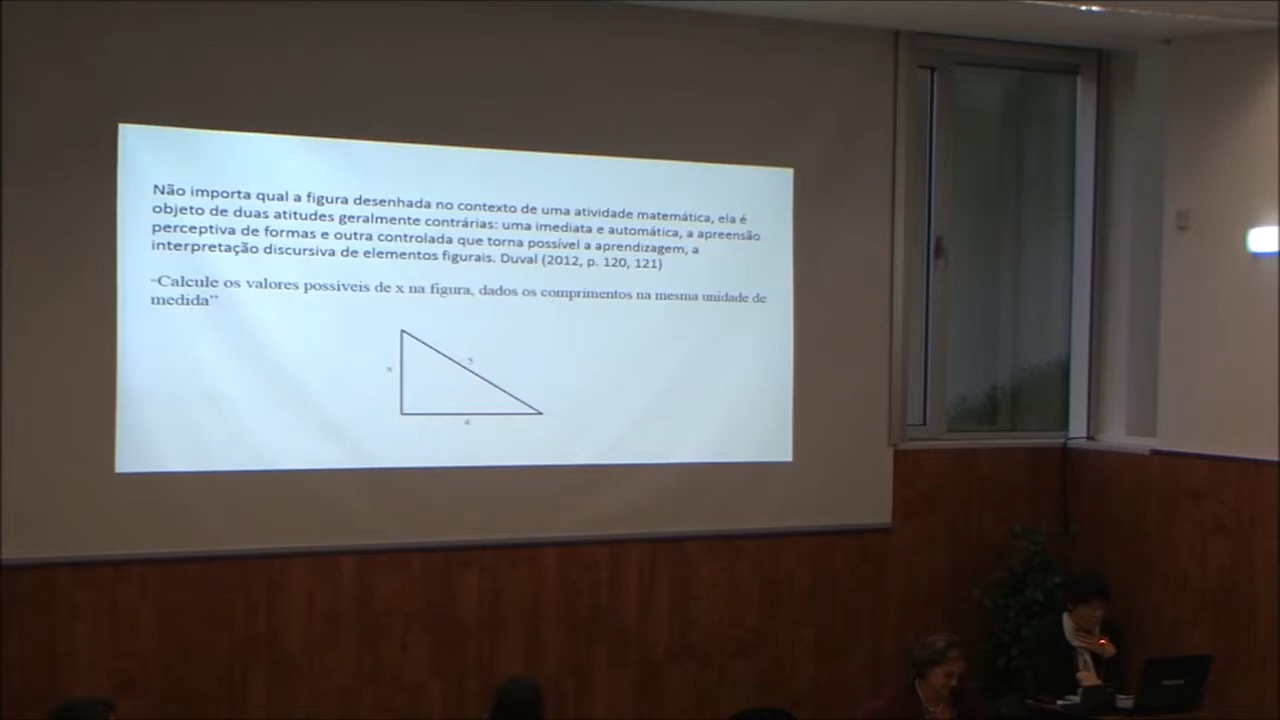 Não importa qual a figura desenhada no contexto de uma atividade matemática, ela é
objeto de duas atitudes geralmente contrárias: uma imediata e automática, a apreensão
perceptiva de formas e outra controlada que torna possível a aprendizagem, a
interpretação discursiva de elementos figurais. Duval (2012, p. 120, 121)
“Calcule os valores possíveis de x na figura, dados os comprimentos na mesma unidade de
medida”
5
x
4